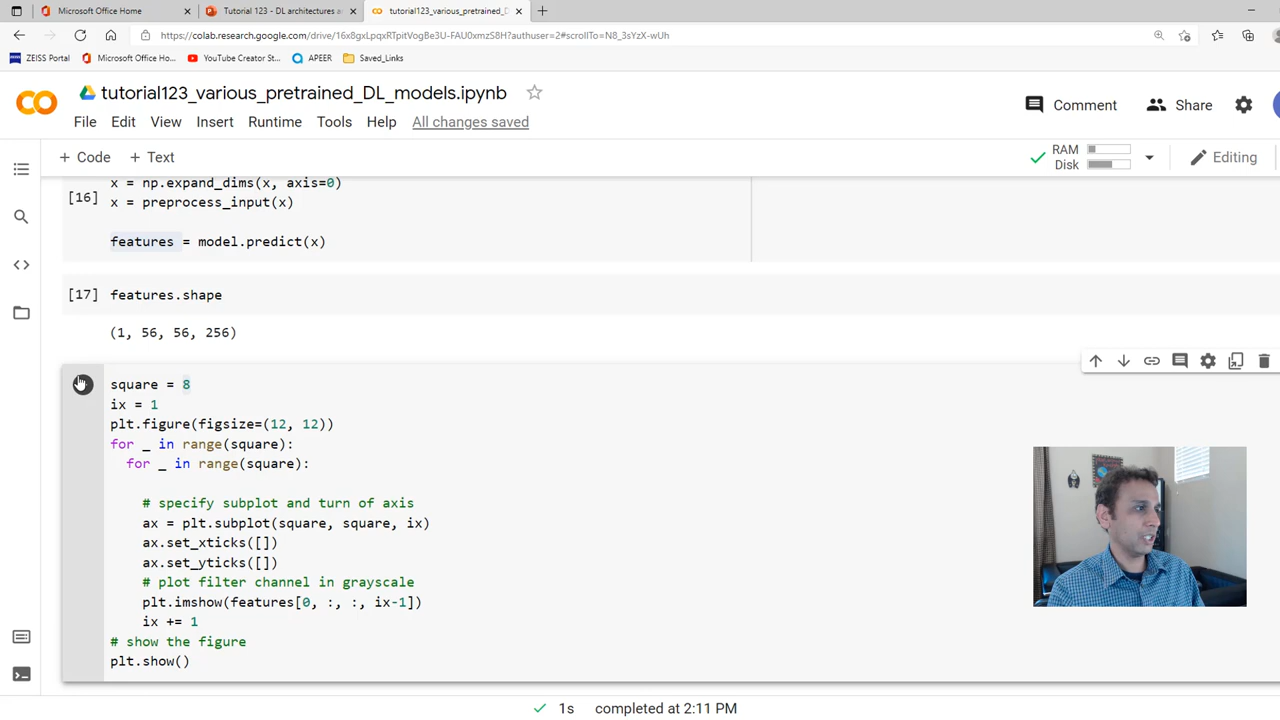 Microsoft Office Home
Tutorial 123 - DL architectures a
tutorial123_various_pretrained_D
https://colab.research.google.com/drive/16x8gxLpqxRTpitVogBe3U-FAU0xmzS8H?authuser=2#scrollTo=N8_3sYzX-wUh
ZEISS Portal
Microsoft Office Ho...
YouTube Creator St...
APEER
Saved_Links
tutorial123_various_pretrained_DL_models.ipynb
Comment
Share
File Edit View Insert Runtime Tools Help All changes saved
+ Code + Text
RAM
Disk
Editing
x = np.expand_dims(x, axis=0)
[16] x = preprocess_input(x)
features = model.predict(x)
[17] features.shape
(1, 56, 56, 256)
square = 8
ix = 1
plt.figure(figsize=(12, 12))
for _ in range(square):
for _ in range(square):
# specify subplot and turn of axis
ax = plt.subplot(square, square, ix)
ax.set_xticks([])
ax.set_yticks([])
# plot filter channel in grayscale
plt.imshow(features[0, :, :, ix-1])
ix += 1
# show the figure
plt.show()
1s completed at 2:11 PM